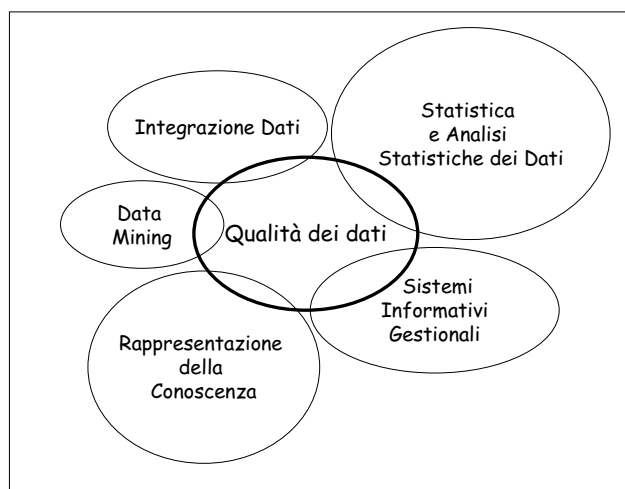 Integrazione Dati
Statistica
e Analisi
Statistiche dei Dati
Data
Mining
Qualità dei dati
Sistemi
Informativi
Gestionali
Rappresentazione
della
Conoscenza